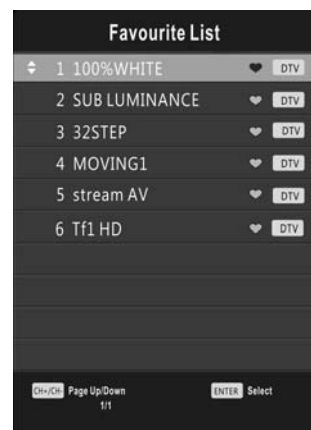 Favourite List
1 100%WHITE DTV
2 SUB LUMINANCE DTV
3 32STEP DTV
4 MOVING1 DTV
5 stream AV DTV
6 Tf1 HD DTV
CH+/CH- Page Up/Down ENTER Select
1/1